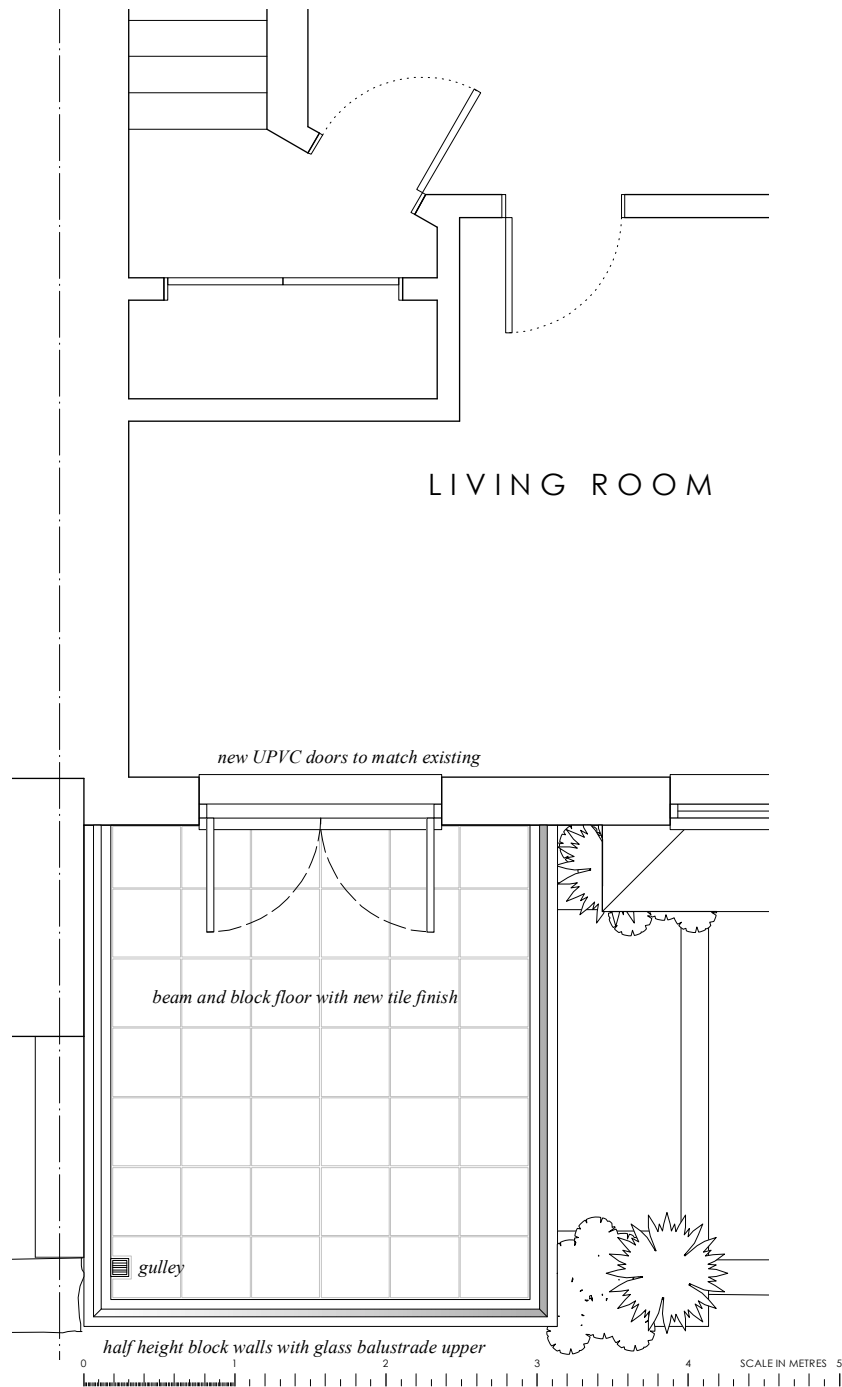 LIVING ROOM
new UPVC doors to match existing
beam and block floor with new tile finish
gulley
half height block walls with glass balustrade upper
0 1 2 3 4 SCALE IN METRES 5